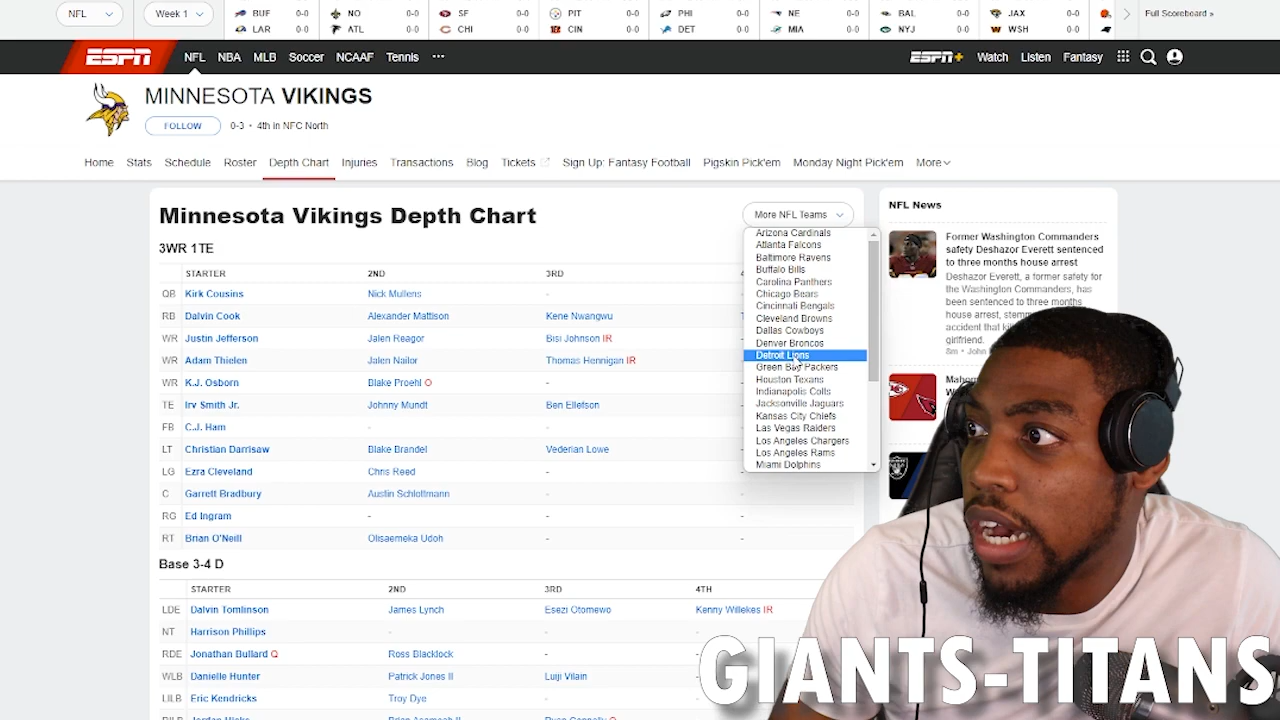 NFL Week 1 BUF 0-0 NO 0-0 SF 0-0 PIT 0-0 PHI 0-0 NE 0-0 BAL 0-0 JAX 0-0 Full Scoreboard »
LAR 0-0 ATL 0-0 CHI 0-0 CIN 0-0 DET 0-0 MIA 0-0 NYJ 0-0 WSH 0-0
ESPN NFL NBA MLB Soccer NCAAF Tennis ••• ESPN+ Watch Listen Fantasy
MINNESOTA VIKINGS
FOLLOW 0-3 • 4th in NFC North
Home Stats Schedule Roster Depth Chart Injuries Transactions Blog Tickets Sign Up: Fantasy Football Pigskin Pick'em Monday Night Pick'em More
Minnesota Vikings Depth Chart
More NFL Teams
3WR 1TE
STARTER 2ND 3RD
QB Kirk Cousins Nick Mullens -
RB Dalvin Cook Alexander Mattison Kene Nwangwu
WR Justin Jefferson Jalen Reagor Bisi Johnson IR
WR Adam Thielen Jalen Nailor Thomas Hennigan IR
WR K.J. Osborn Blake Proehl O -
TE Irv Smith Jr. Johnny Mundt Ben Ellefson
FB C.J. Ham - - -
LT Christian Darrisaw Blake Brandel Vederian Lowe -
LG Ezra Cleveland Chris Reed - -
C Garrett Bradbury Austin Schlottmann - -
RG Ed Ingram - - -
RT Brian O'Neill Olisaemeka Udoh - -
Arizona Cardinals
Atlanta Falcons
Baltimore Ravens
Buffalo Bills
Carolina Panthers
Chicago Bears
Cincinnati Bengals
Cleveland Browns
Dallas Cowboys
Denver Broncos
Detroit Lions
Green Bay Packers
Houston Texans
Indianapolis Colts
Jacksonville Jaguars
Kansas City Chiefs
Las Vegas Raiders
Los Angeles Chargers
Los Angeles Rams
Miami Dolphins
Base 3-4 D
STARTER 2ND 3RD 4TH
LDE Dalvin Tomlinson James Lynch Esezi Otomewo Kenny Willekes IR
NT Harrison Phillips - - -
RDE Jonathan Bullard Q Ross Blacklock -
WLB Danielle Hunter Patrick Jones II Luiji Vilain
LILB Eric Kendricks Troy Dye -
NFL News
Former Washington Commanders
safety Deshazor Everett sentenced
to three months house arrest
Deshazor Everett, a former safety for
the Washington Commanders, has
been sentenced to three months
house arrest, stemm
accident that kil
girlfriend.
8m • John
GIANTS-TITANS